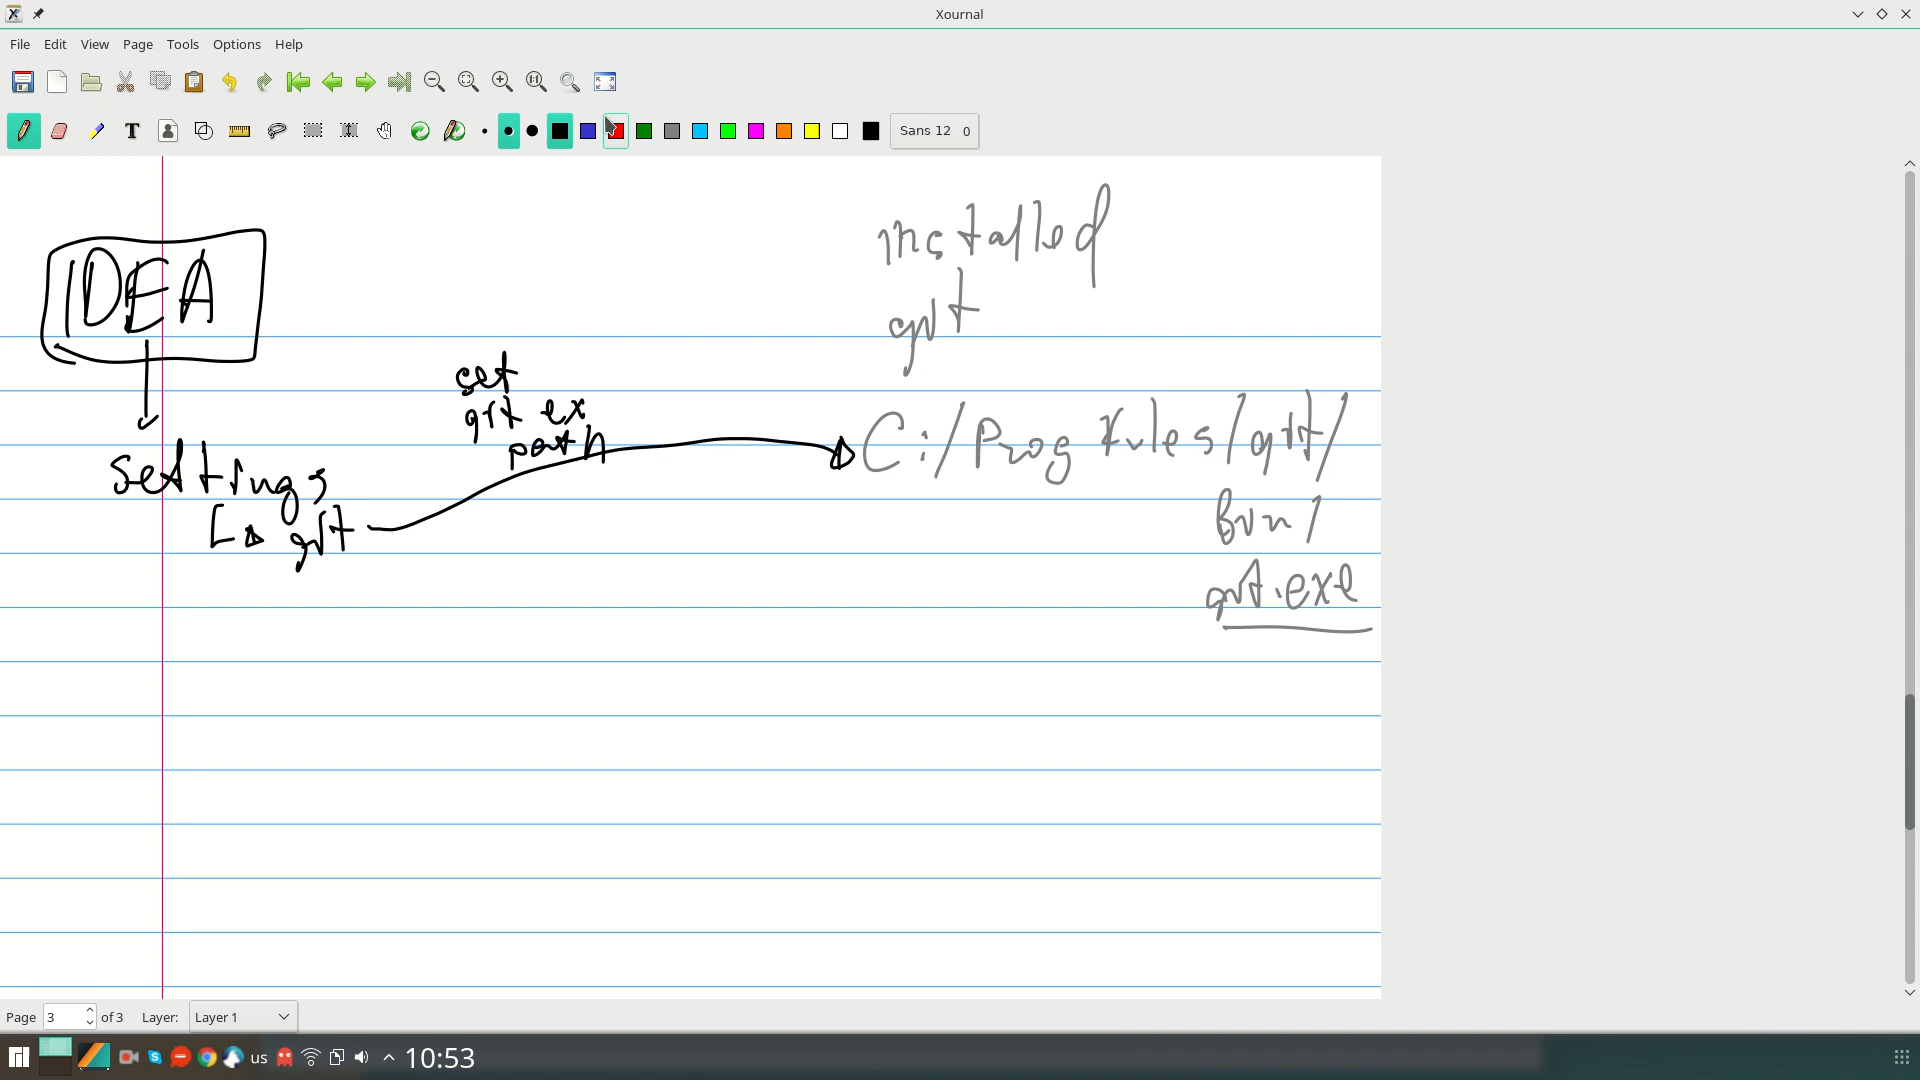 Xournal
File Edit View Page Tools Options Help
Sans 12 0
IDEA
settings
git
set
git ex
path
installed
git
C:/Prog Files/git/
bin/
git.exe
Page 3 of 3 Layer: Layer 1
us 10:53